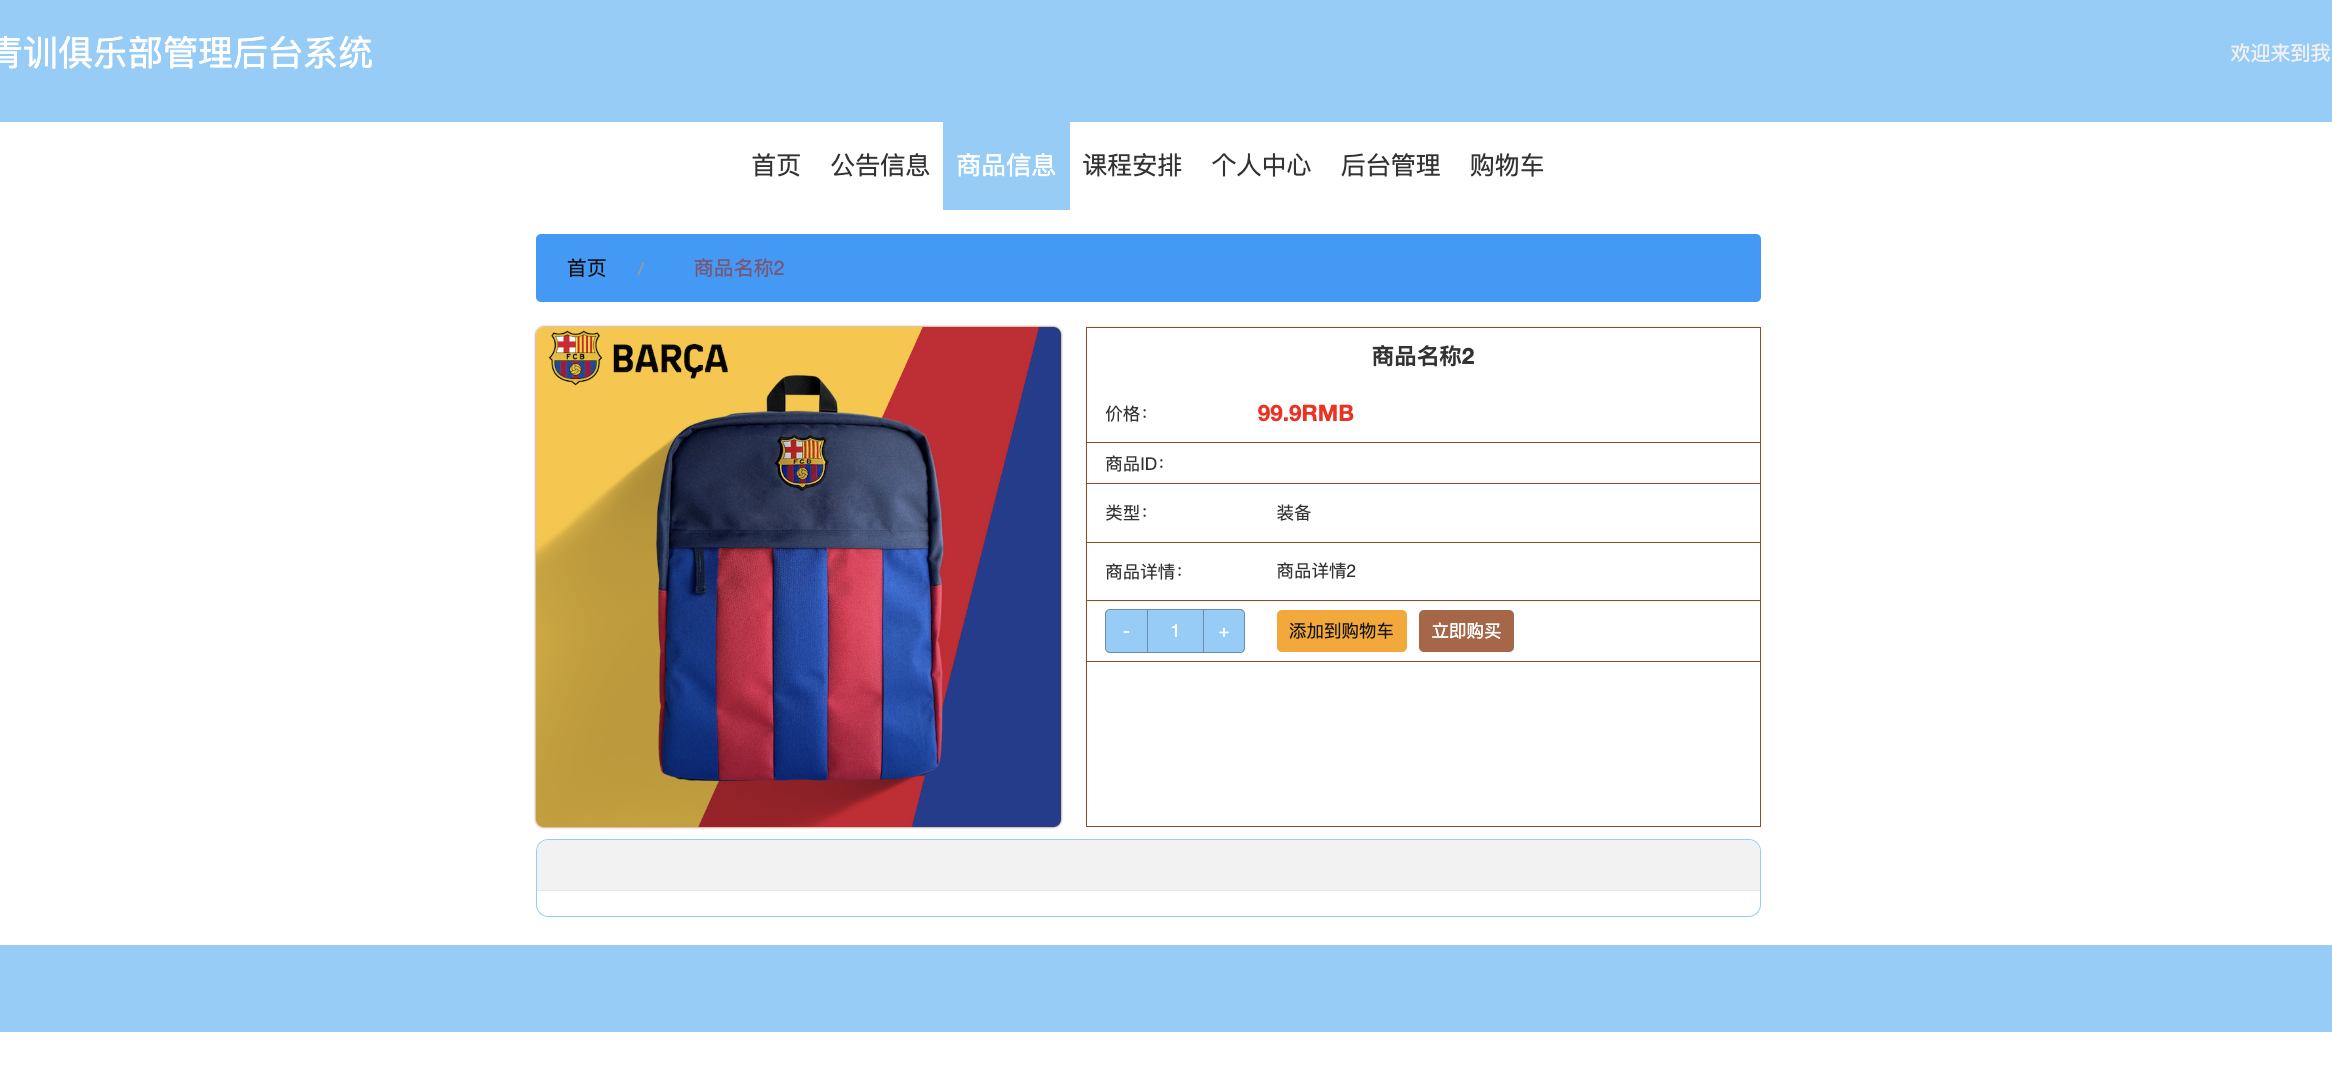 青训俱乐部管理后台系统
欢迎来到我
首页 公告信息 商品信息 课程安排 个人中心 后台管理 购物车
首页 / 商品名称2
FCB BARÇA
FCB
商品名称2
价格： 99.9RMB
商品ID：
类型： 装备
商品详情： 商品详情2
- 1 + 添加到购物车 立即购买